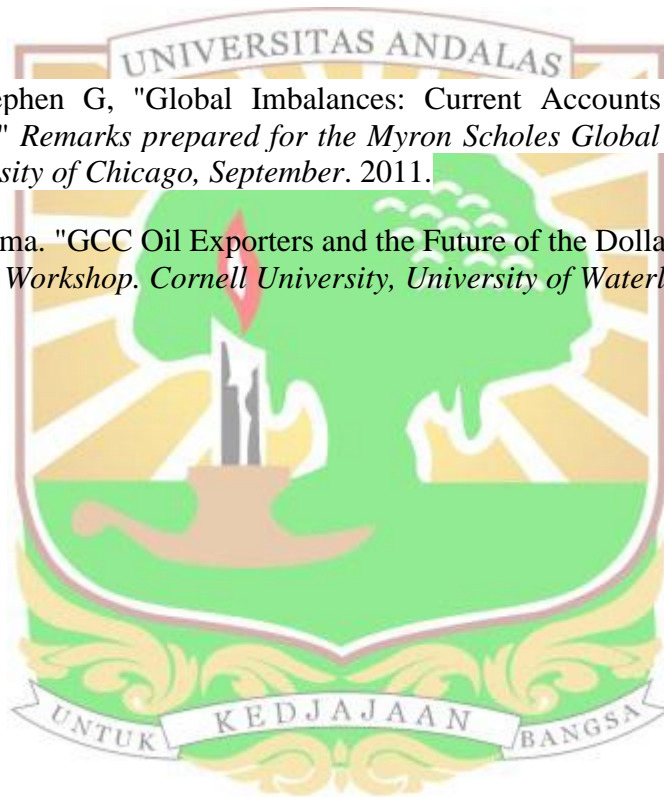 UNIVERSITAS ANDALAS
ephen G, "Global Imbalances: Current Accounts
" Remarks prepared for the Myron Scholes Global
sity of Chicago, September. 2011.
ma. "GCC Oil Exporters and the Future of the Dolla
Workshop. Cornell University, University of Waterl
UNTUK KEDJAJAAN BANGSA